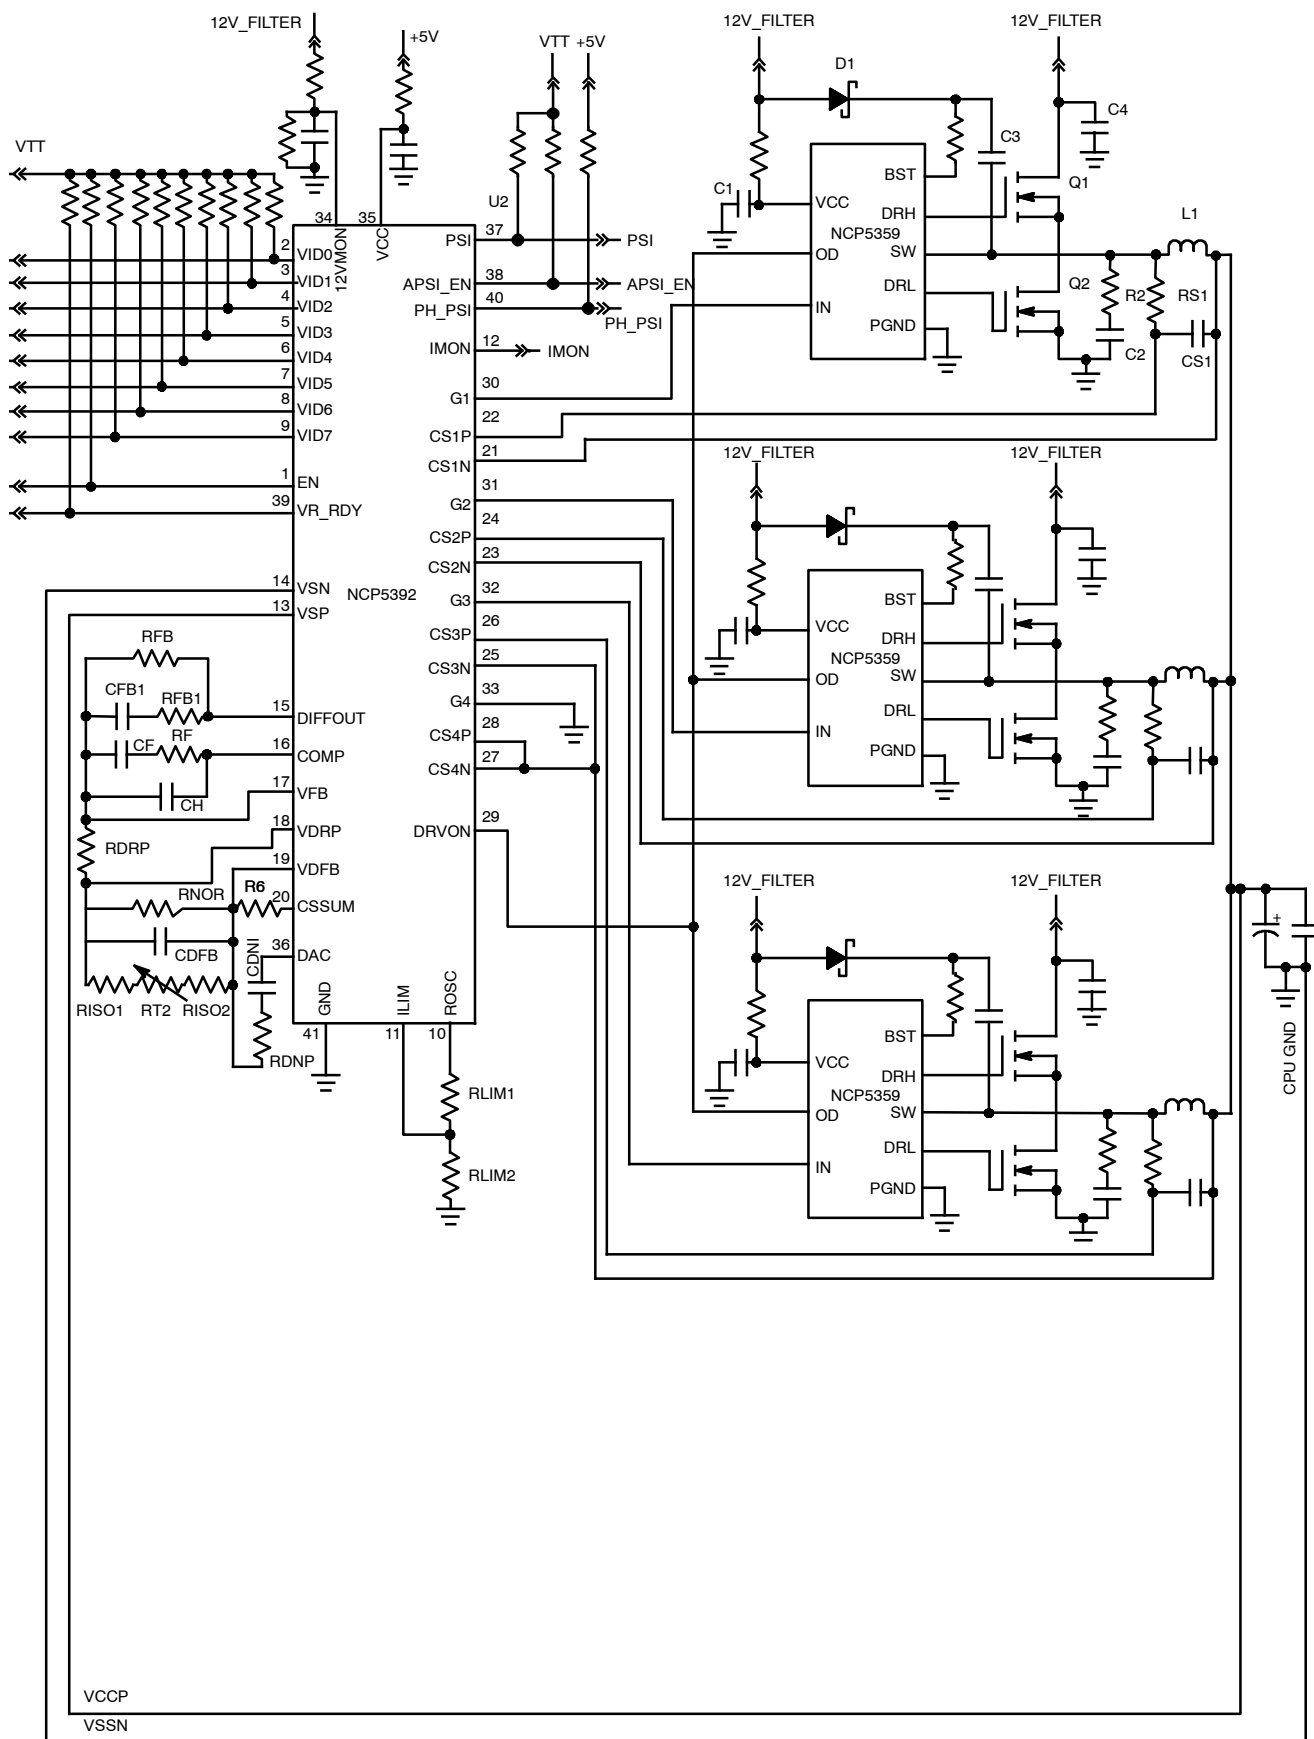 12V_FILTER
+5V
VTT +5V
12V_FILTER
12V_FILTER
D1
C4
C3
VTT
BST
Q1
C1
U2
VCC
DRH
NCP5359
L1
34
35
37
PSI
PSI
12VMON
VCC
OD
SW
2
VID0
3
VID1
38
APSI_EN
APSI_EN
DRL
Q2
R2
RS1
4
VID2
40
PH_PSI
PH_PSI
IN
PGND
5
VID3
12
IMON
IMON
C2
CS1
6
VID4
7
VID5
30
G1
8
VID6
22
CS1P
9
VID7
21
CS1N
12V_FILTER
12V_FILTER
1
EN
31
G2
39
VR_RDY
24
CS2P
23
CS2N
14
VSN
NCP5392
32
G3
BST
13
VSP
26
CS3P
VCC
DRH
RFB
25
CS3N
NCP5359
OD
SW
CFB1
RFB1
33
G4
15
DIFFOUT
28
CS4P
DRL
IN
CF
RF
16
COMP
27
CS4N
PGND
17
VFB
CH
18
VDRP
29
DRVON
RDRP
19
VDFB
12V_FILTER
12V_FILTER
RNOR
R6
20
CSSUM
+
CDFB
36
DAC
CDNI
RISO1
RT2
RISO2
GND
ILIM
ROSC
41
11
10
BST
RDNP
VCC
DRH
CPU GND
RLIM1
NCP5359
OD
SW
DRL
RLIM2
IN
PGND
VCCP
VSSN